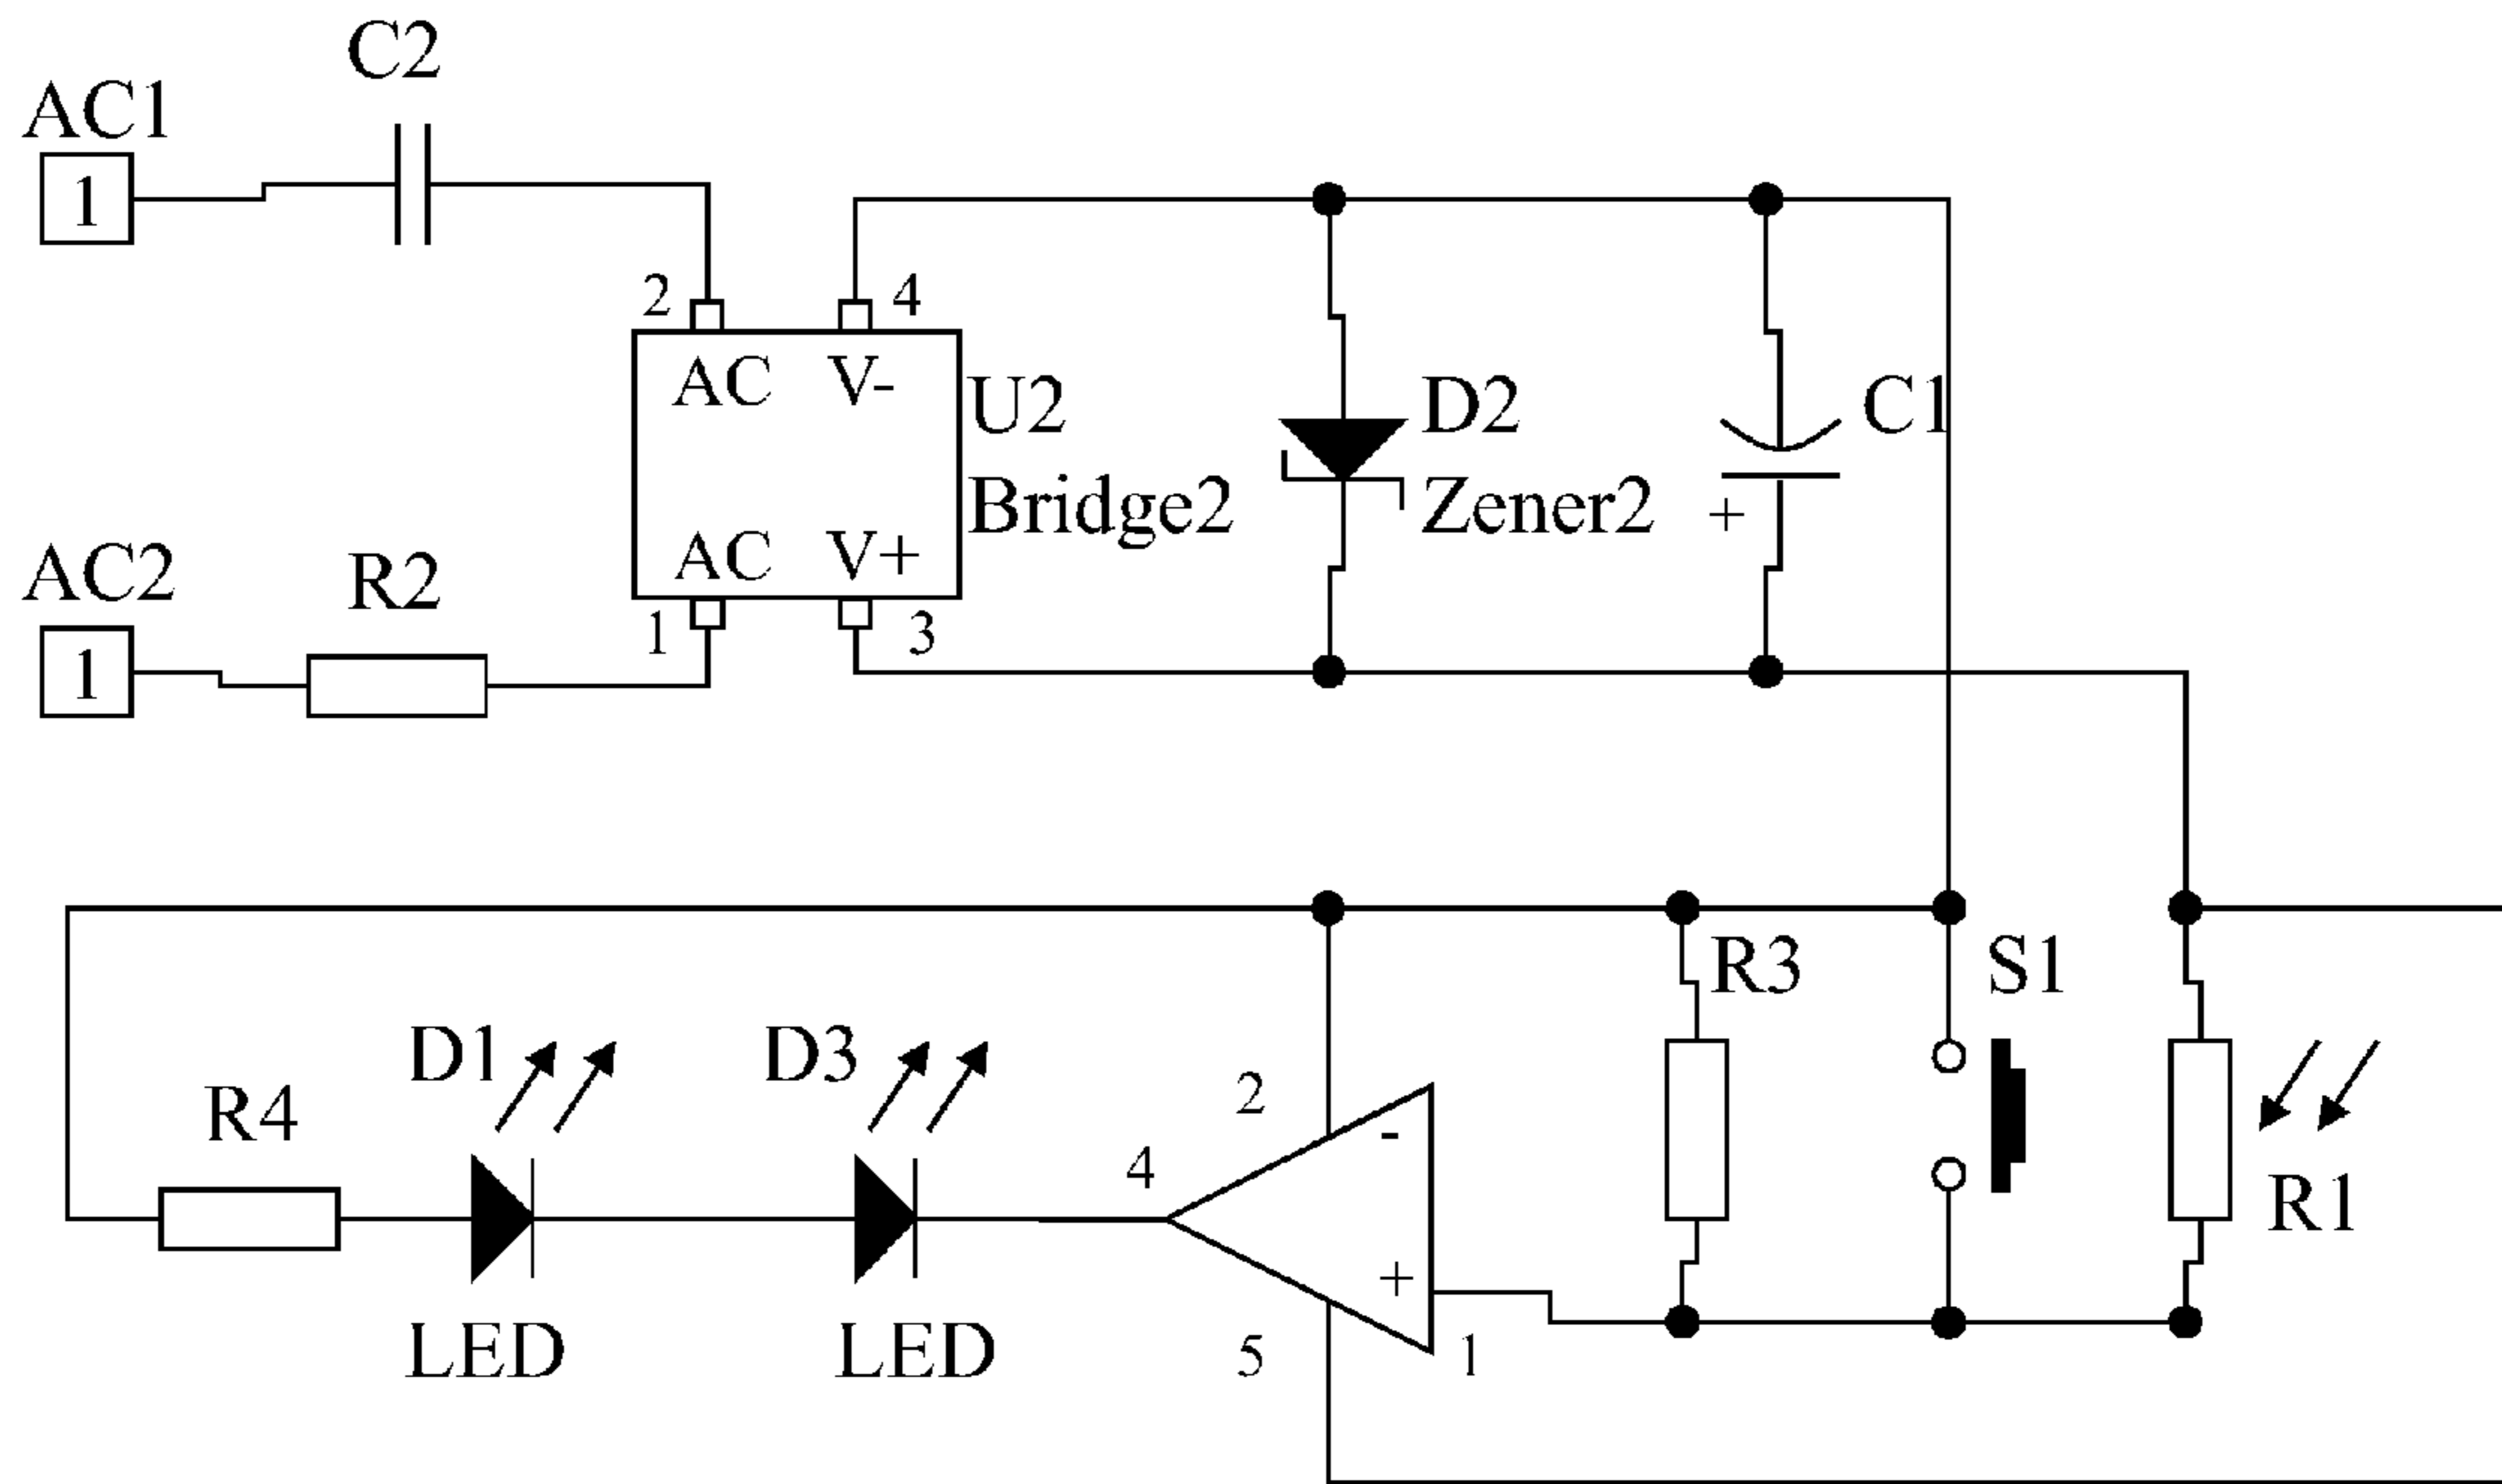 C2
AC1
1
2
4
AC V-
U2
D2
C1
Bridge2
Zener2
+
AC2
R2
AC V+
1
3
1
R3
S1
D1
D3
2
R4
-
4
R1
+
5
1
LED
LED